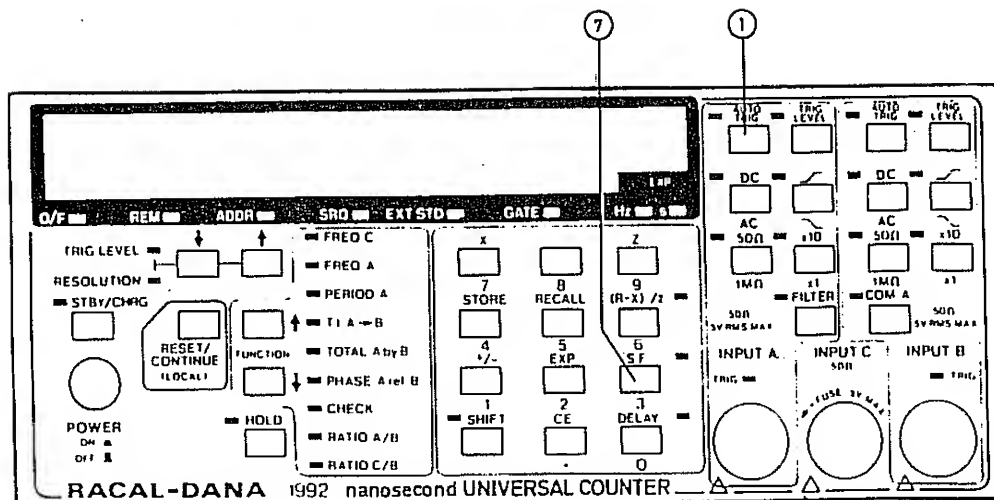 7 1
AUTO TRIG TRIG LEVEL AUTO TRIG TRIG LEVEL
DC DC
EXP
O/F REM ADDR SRQ EXT STD GATE Hz s
AC AC
TRIG LEVEL
FREQ C
X Z
50Ω x10 50Ω x10
RESOLUTION
FREQ A
7 8 9
1MΩ x1 1MΩ x1
STBY/CHRG
PERIOD A
STORE RECALL (R-X)/Z
FILTER COM A
T.I. A→B
50Ω
5V RMS MAX
50Ω
5V RMS MAX
RESET/
CONTINUE
(LOCAL)
FUNCTION
TOTAL A by B
4 5 6
+/- EXP S.F
INPUT A INPUT C INPUT B
50Ω
PHASE A rel B
TRIG TRIG
CHECK
1 2 3
HOLD
SHIFT CE DELAY
FUSE 5V MAX
POWER
ON
OFF
RATIO A/B
RATIO C/B
. 0
RACAL-DANA 1992 nanosecond UNIVERSAL COUNTER